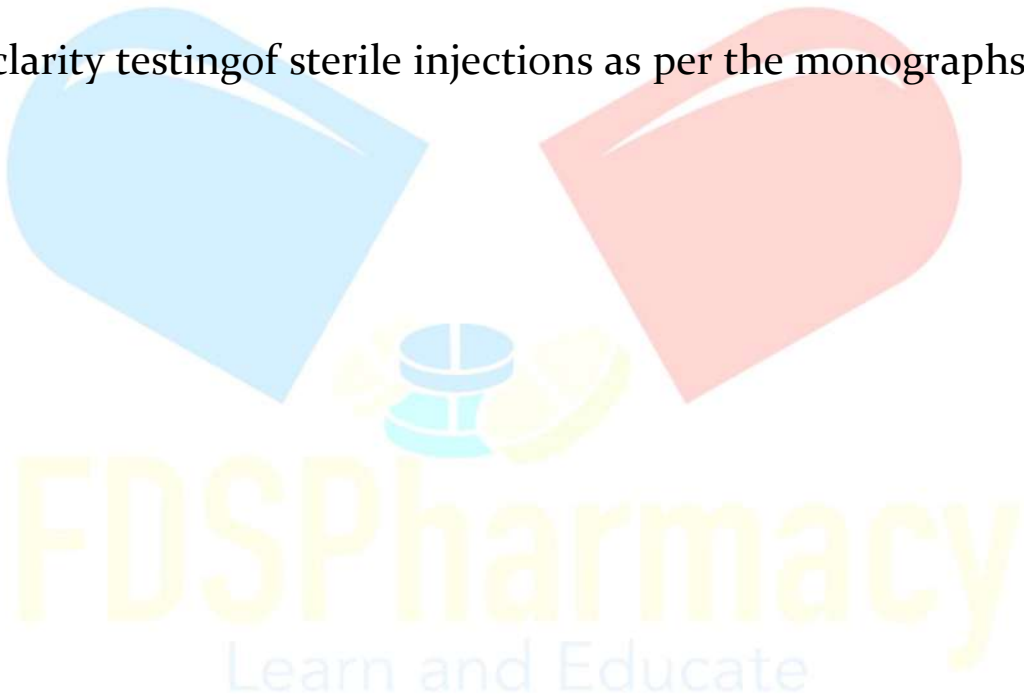 clarity testingof sterile injections as per the monographs
FDSPharmacy
Learn and Educate